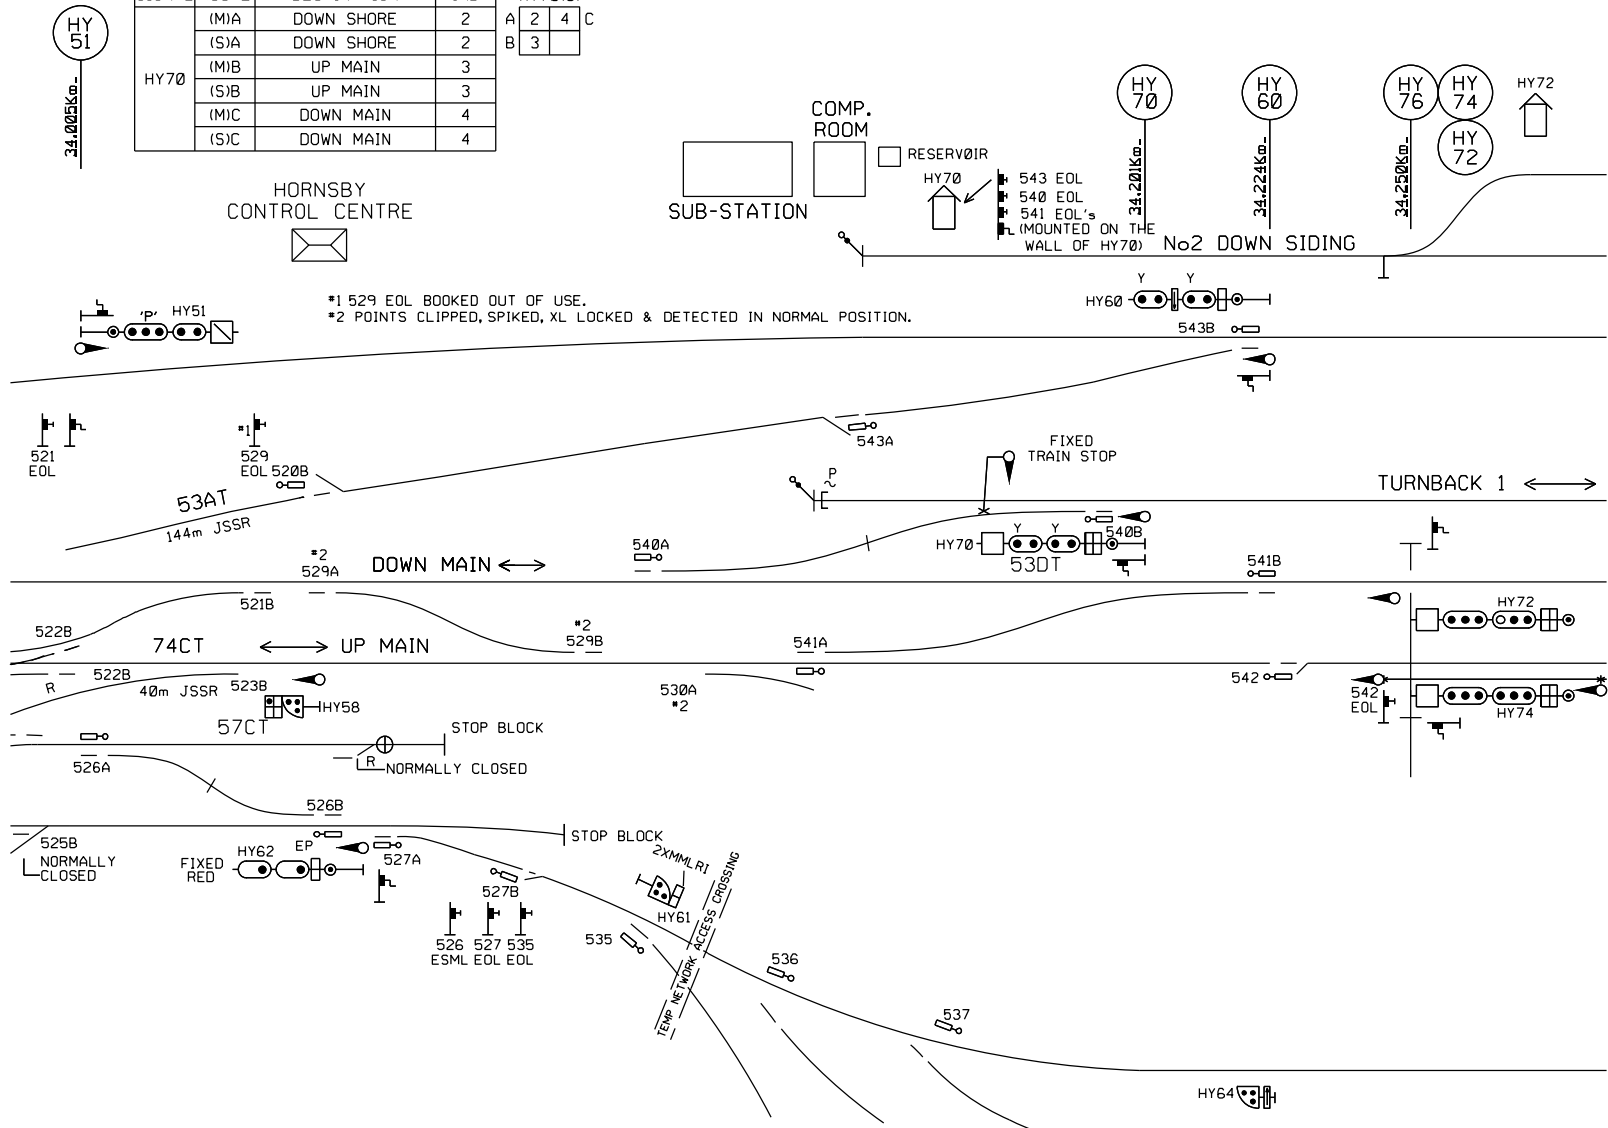 HY
51
34.005Km
HY70
(M)A DOWN SHORE 2
(S)A DOWN SHORE 2
(M)B UP MAIN 3
(S)B UP MAIN 3
(M)C DOWN MAIN 4
(S)C DOWN MAIN 4
A 2 4 C
B 3
HORNSBY
CONTROL CENTRE
SUB-STATION
COMP.
ROOM
RESERVØIR
HY70
543 EOL
540 EOL
541 EOL's
(MOUNTED ON THE
WALL OF HY70)
HY
70
34.201Km
HY
60
34.224Km
HY
76
HY
74
HY
72
34.250Km
HY72
No2 DOWN SIDING
'P' HY51
*1 529 EOL BOOKED OUT OF USE.
*2 POINTS CLIPPED, SPIKED, XL LOCKED & DETECTED IN NORMAL POSITION.
Y Y
HY60
543B
521
EOL
*1
529
EOL
520B
543A
53AT
144m JSSR
P
FIXED
TRAIN STOP
TURNBACK 1
*2
529A
DOWN MAIN
540A
Y Y
HY70
53DT
540B
541B
521B
522B
74CT
UP MAIN
*2
529B
541A
HY72
522B
R
40m JSSR
523B
HY58
57CT
530A
*2
542
542
EOL
HY74
STOP BLOCK
R
NORMALLY CLOSED
526A
526B
STOP BLOCK
525B
NORMALLY
CLOSED
FIXED
RED
HY62
EP
527A
527B
526
ESML
527
EOL
535
EOL
2XMMLRI
HY61
TEMP NETWORK ACCESS CROSSING
535
536
537
HY64